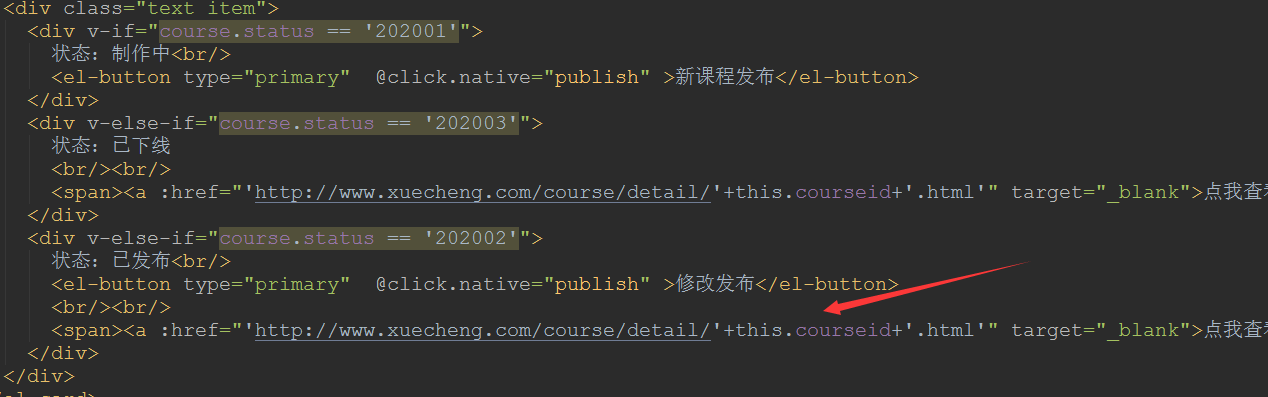 <div class="text item">
<div v-if="course.status == '202001'">
状态：制作中<br/>
<el-button type="primary"  @click.native="publish" >新课程发布</el-button>
</div>
<div v-else-if="course.status == '202003'">
状态：已下线
<br/><br/>
<span><a :href="'http://www.xuecheng.com/course/detail/'+this.courseid+'.html'" target="_blank">点我查
</div>
<div v-else-if="course.status == '202002'">
状态：已发布<br/>
<el-button type="primary"  @click.native="publish" >修改发布</el-button>
<br/><br/>
<span><a :href="'http://www.xuecheng.com/course/detail/'+this.courseid+'.html'" target="_blank">点我查
</div>
</div>